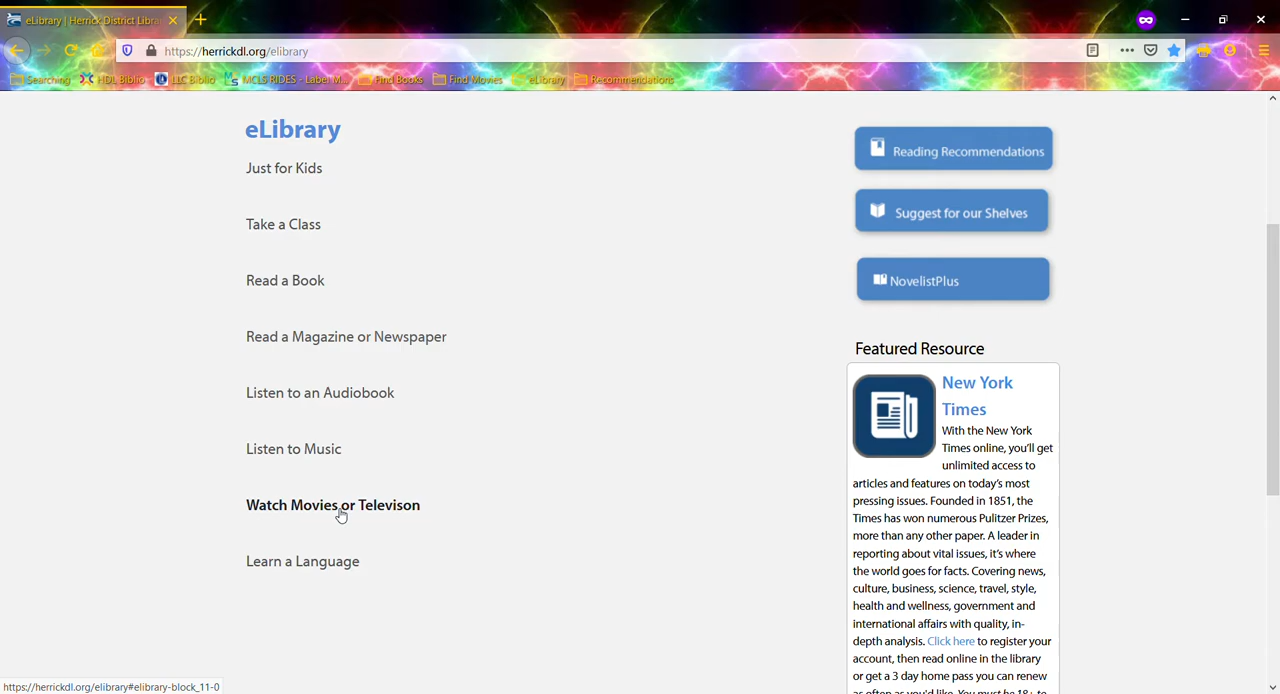 eLibrary | Herrick District Libra
https://herrickdl.org/elibrary
Searching HDL Biblio LLC Biblio MCLS RIDES - Label M... Find Books Find Movies eLibrary Recommendations
eLibrary
Just for Kids
Take a Class
Read a Book
Read a Magazine or Newspaper
Listen to an Audiobook
Listen to Music
Watch Movies or Televison
Learn a Language
Reading Recommendations
Suggest for our Shelves
NovelistPlus
Featured Resource
New York
Times
With the New York
Times online, you'll get
unlimited access to
articles and features on today's most
pressing issues. Founded in 1851, the
Times has won numerous Pulitzer Prizes,
more than any other paper. A leader in
reporting about vital issues, it's where
the world goes for facts. Covering news,
culture, business, science, travel, style,
health and wellness, government and
international affairs with quality, in-
depth analysis. Click here to register your
account, then read online in the library
or get a 3 day home pass you can renew
as often as you'd like. You must be 18+ to
https://herrickdl.org/elibrary#elibrary-block_11-0